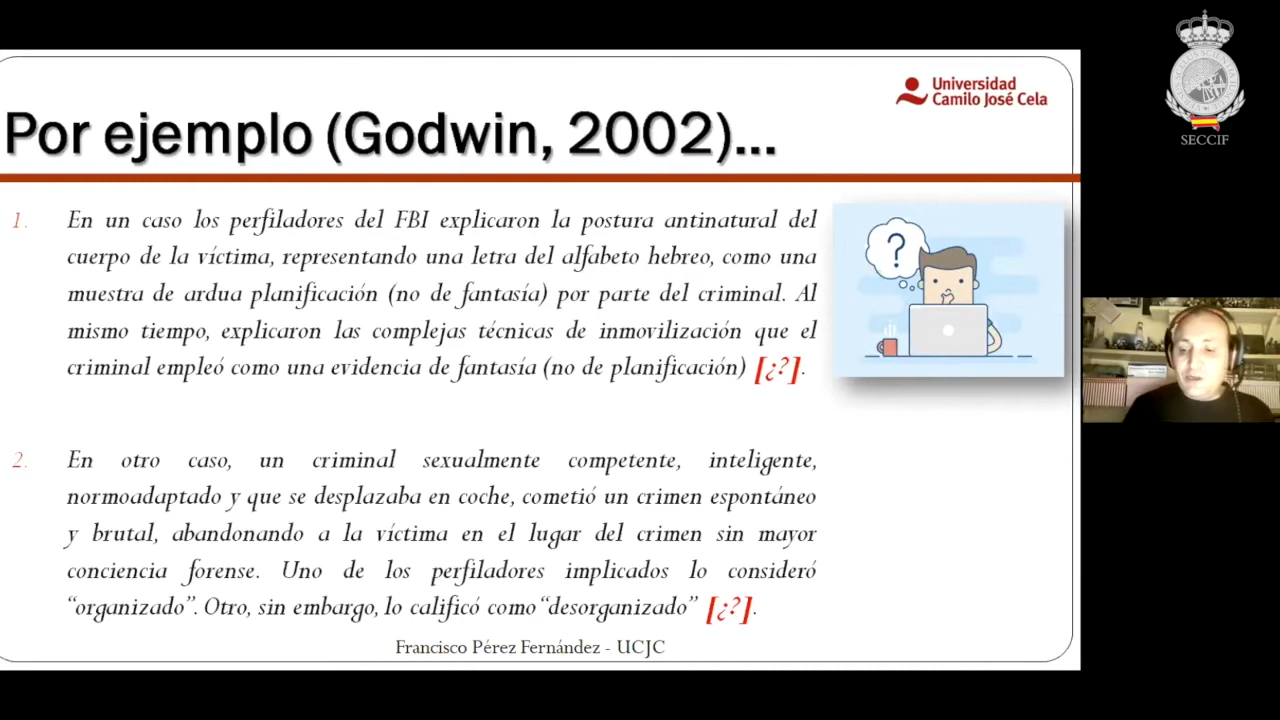 Universidad
Camilo José Cela
SECCIF
Por ejemplo (Godwin, 2002)...
1. En un caso los perfiladores del FBI explicaron la postura antinatural del
cuerpo de la víctima, representando una letra del alfabeto hebreo, como una
muestra de ardua planificación (no de fantasía) por parte del criminal. Al
mismo tiempo, explicaron las complejas técnicas de inmovilización que el
criminal empleó como una evidencia de fantasía (no de planificación) [¿?].
?
2. En otro caso, un criminal sexualmente competente, inteligente,
normoadaptado y que se desplazaba en coche, cometió un crimen espontáneo
y brutal, abandonando a la víctima en el lugar del crimen sin mayor
conciencia forense. Uno de los perfiladores implicados lo consideró
“organizado”. Otro, sin embargo, lo calificó como “desorganizado” [¿?].
Francisco Pérez Fernández - UCJC